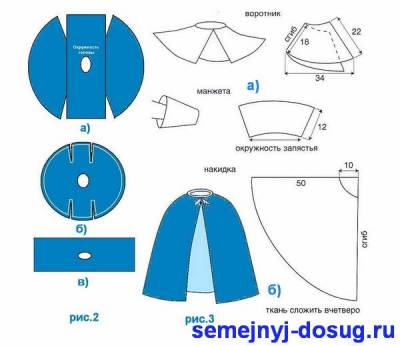 Окружность
головы
а)
б)
в)
рис.2
воротник
сгиб
18
22
34
а)
манжета
12
окружность запястья
накидка
10
50
сгиб
б)
ткань сложить вчетверо
рис.3
semejnyj-dosug.ru